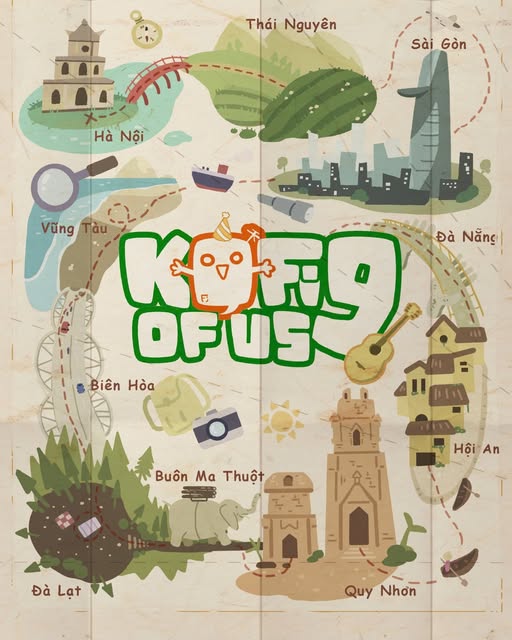 Thái Nguyên
Sài Gòn
Hà Nội
Vũng Tàu
Đà Nẵng
KOFi9
OF US
Biên Hòa
Buôn Ma Thuột
Hội An
Đà Lạt
Quy Nhơn